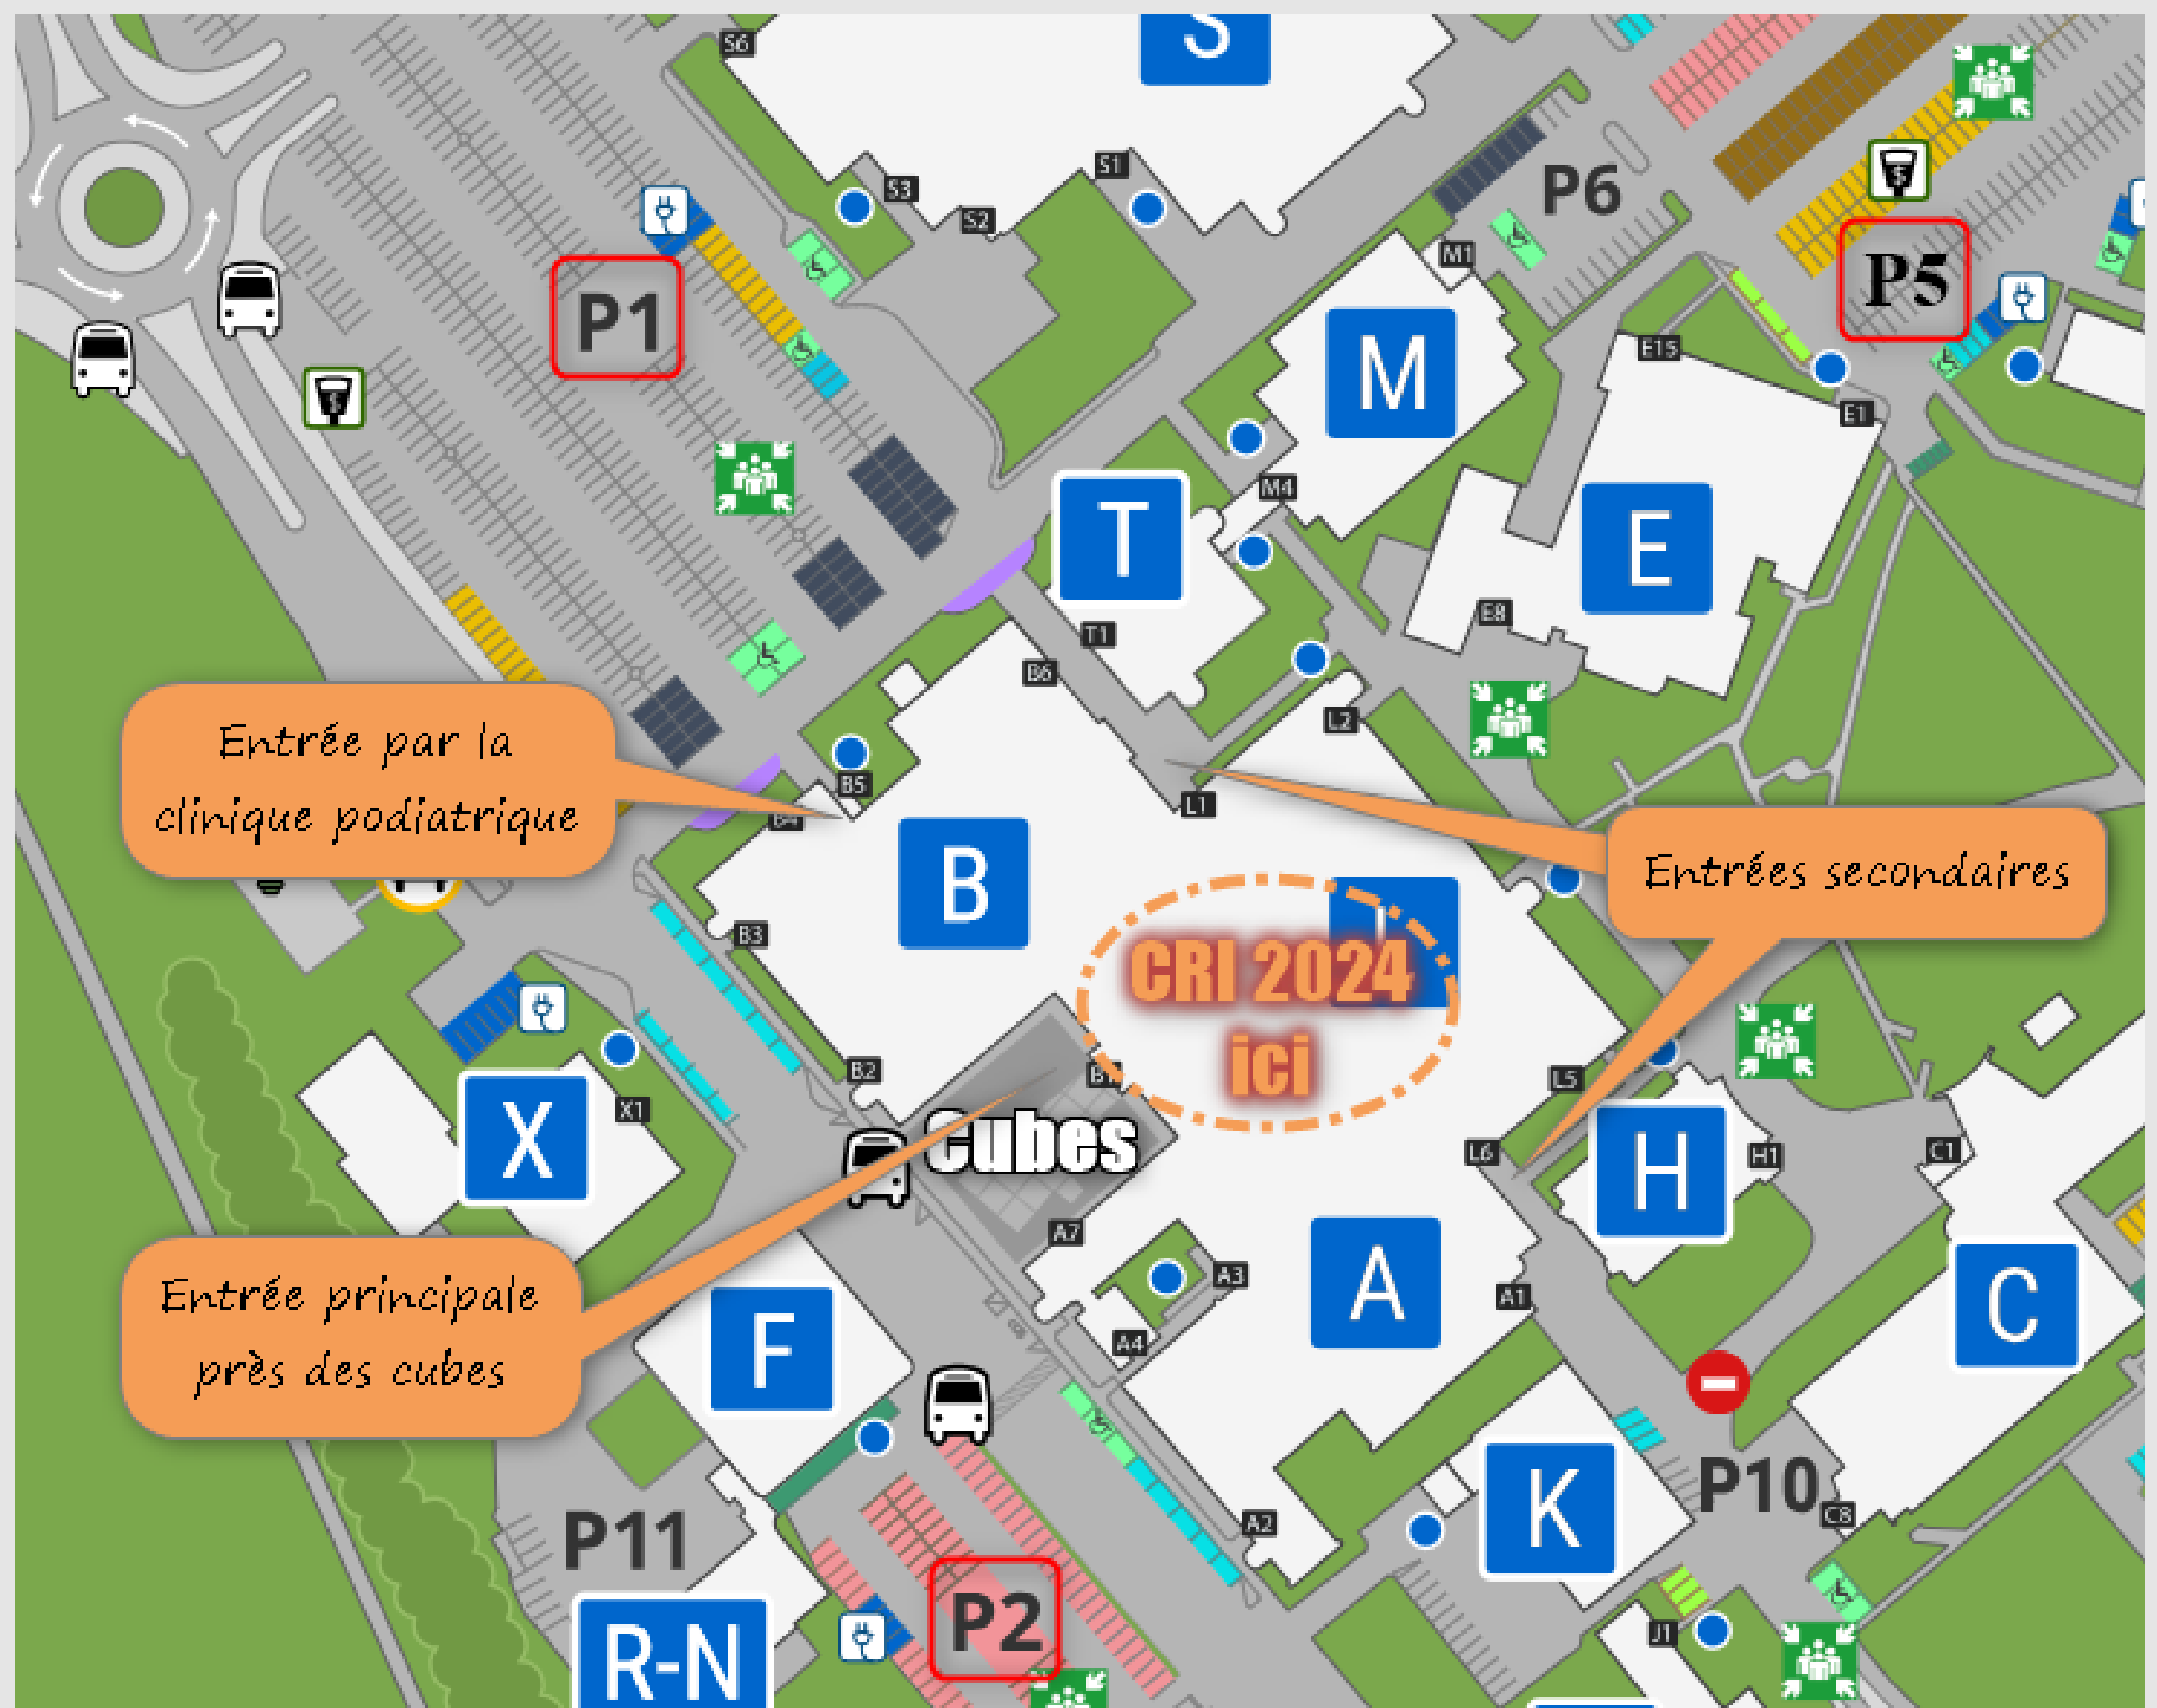 S
S6
S3
S2
S1
P6
M1
P1
P5
M
E15
E1
M4
T
E
E8
T1
B6
L2
Entrée par la
clinique podiatrique
B5
B4
L1
B
Entrées secondaires
B3
CRI 2024
ici
B2
B1
L5
X
X1
Cubes
L6
H
H1
C1
A7
A3
A
A1
C
Entrée principale
près des cubes
F
A4
K
P10
C8
P11
A2
P2
J1
R-N